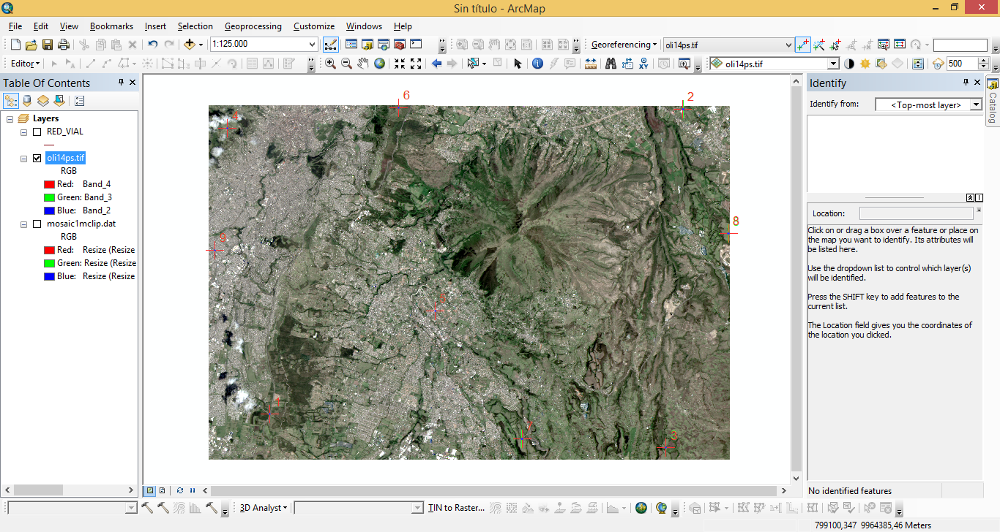 Sin título - ArcMap
File Edit View Bookmarks Insert Selection Geoprocessing Customize Windows Help
1:125.000 Georeferencing oli14ps.tif
Editor oli14ps.tif 500
Table Of Contents
Layers
RED_VIAL
oli14ps.tif
RGB
Red: Band_4
Green: Band_3
Blue: Band_2
mosaic1mclip.dat
RGB
Red: Resize (Resize
Green: Resize (Resize
Blue: Resize (Resize
6
2
8
1
7
3
Identify
Identify from: <Top-most layer>
Location:
Click on or drag a box over a feature or place on
the map you want to identify. Its attributes will
be listed here.
Use the dropdown list to control which layer(s)
will be identified.
Press the SHIFT key to add features to the
current list.
The Location field gives you the coordinates of
the location you clicked.
No identified features
Catalog
3D Analyst TIN to Raster...
799100,347 9964385,46 Meters